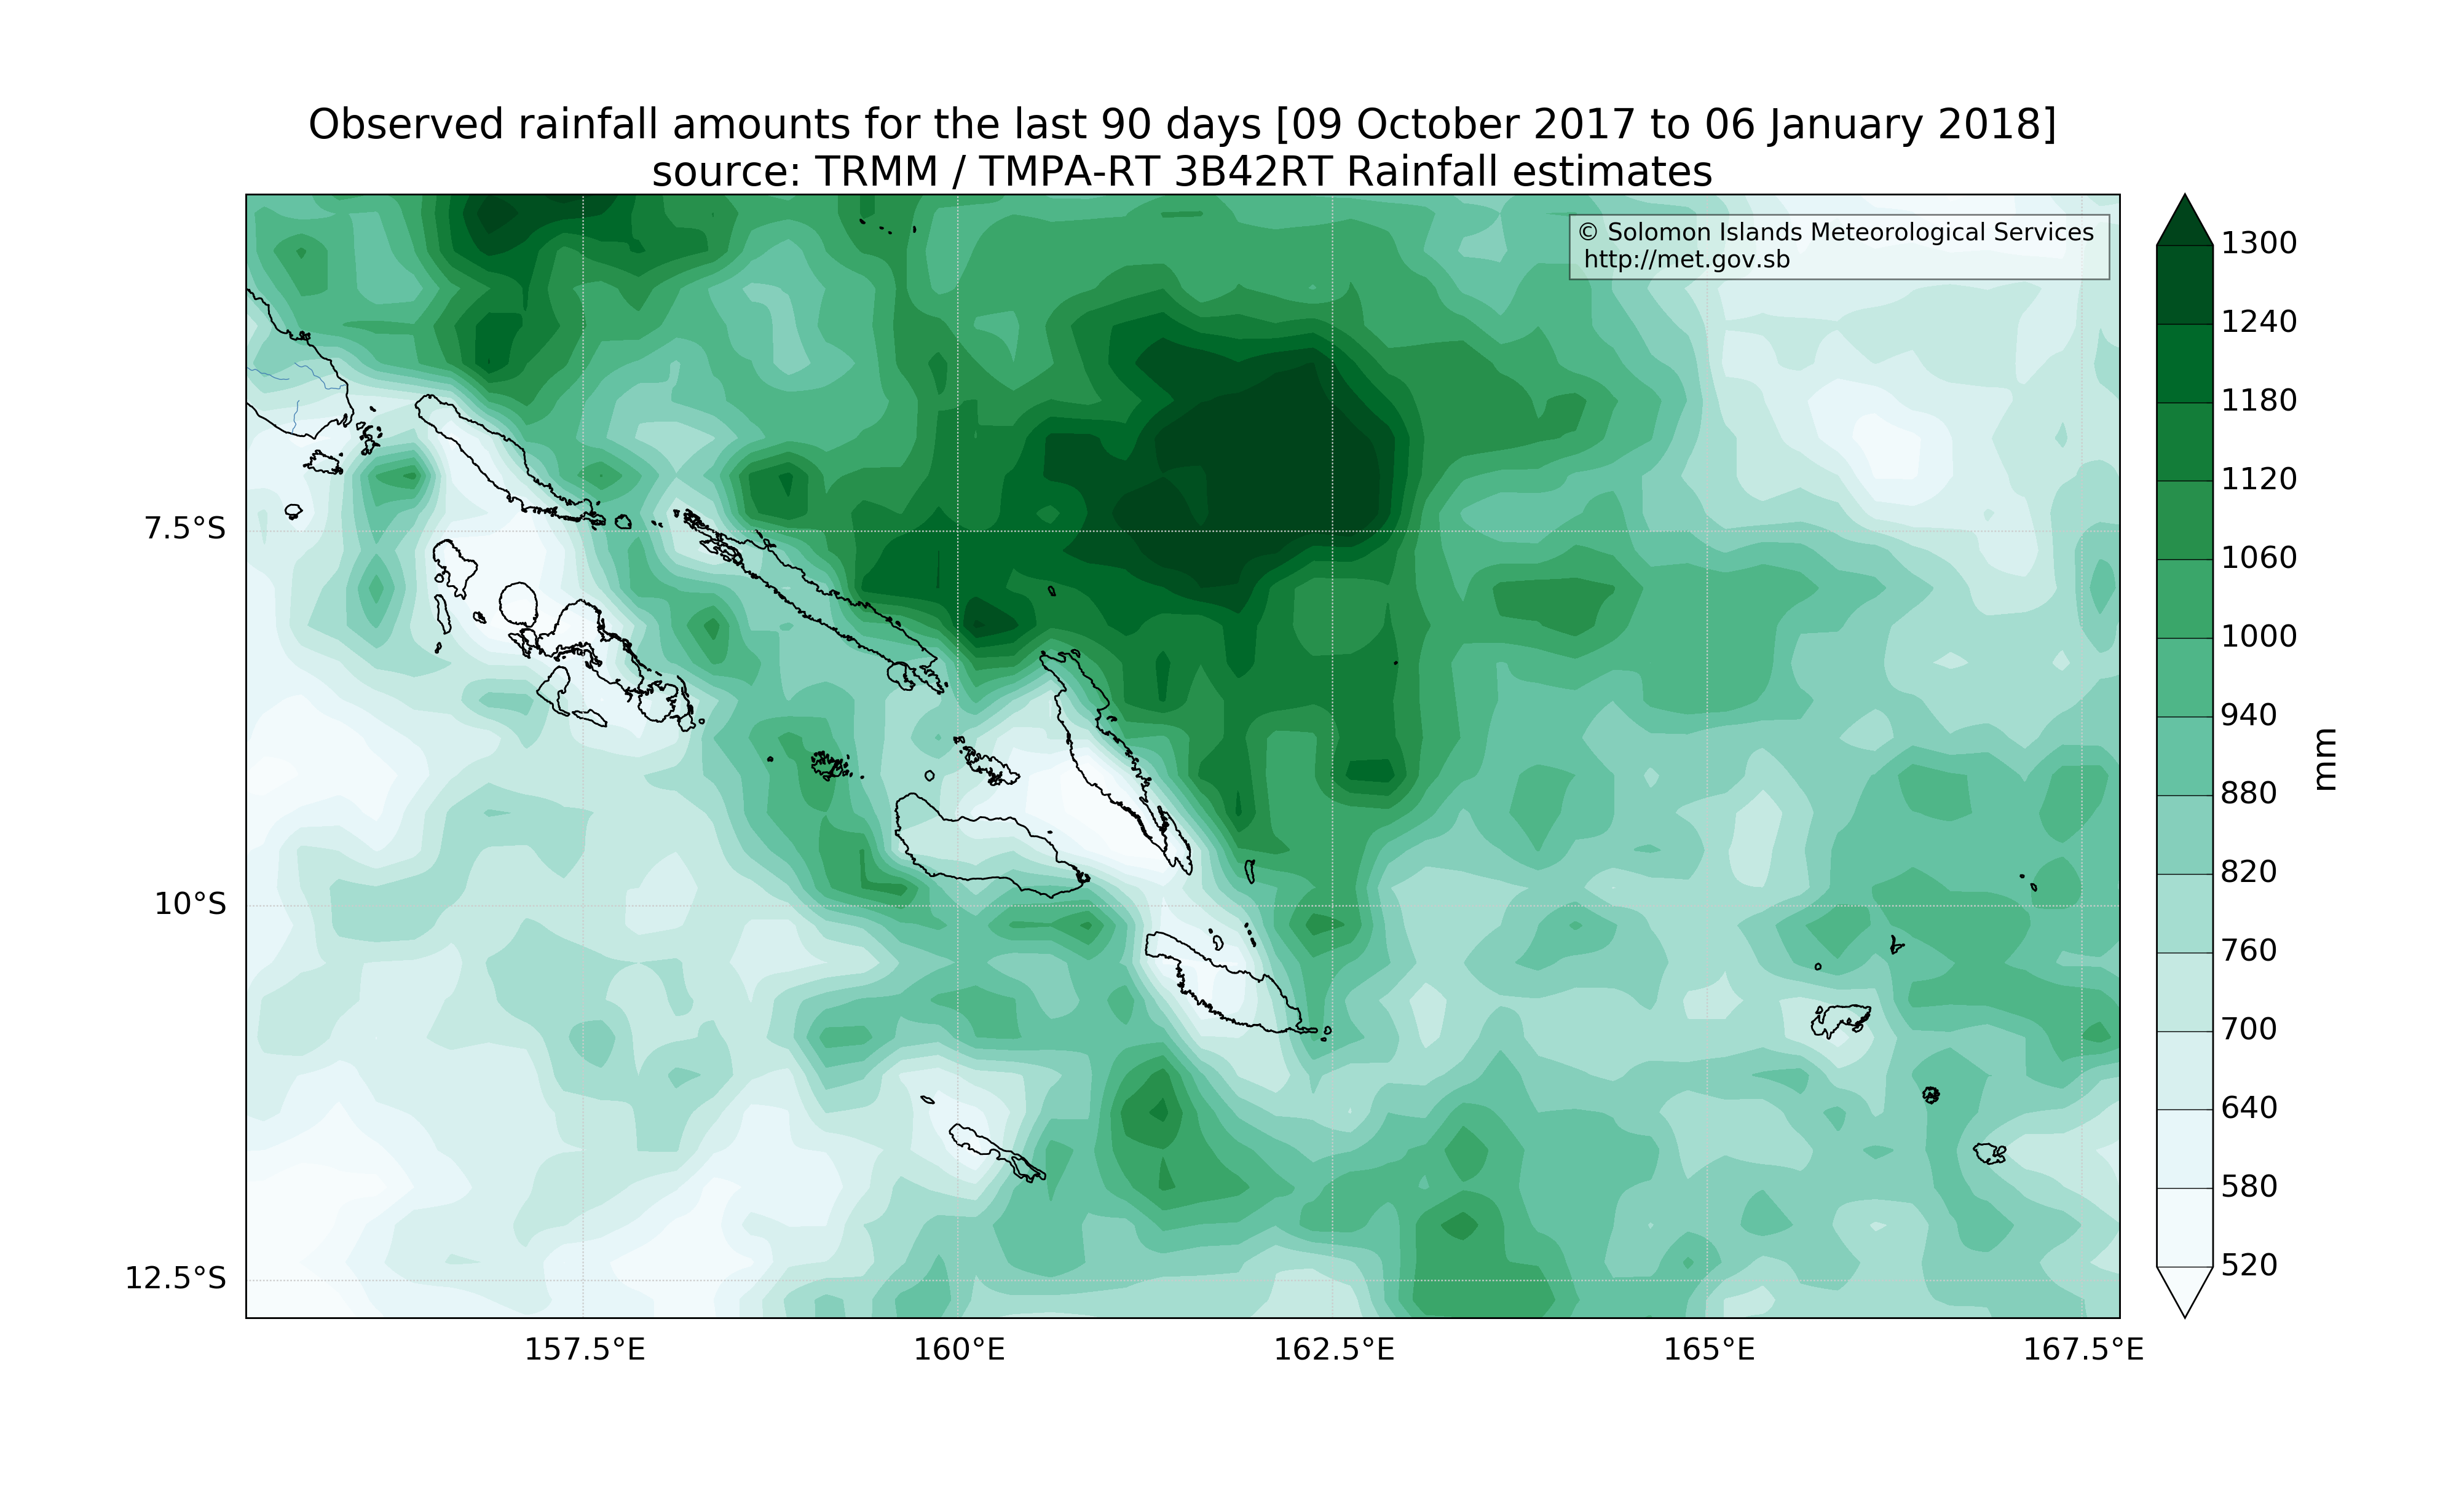 Observed rainfall amounts for the last 90 days [09 October 2017 to 06 January 2018]
source: TRMM / TMPA-RT 3B42RT Rainfall estimates
© Solomon Islands Meteorological Services
http://met.gov.sb
7.5°S
10°S
12.5°S
157.5°E
160°E
162.5°E
165°E
167.5°E
1300
1240
1180
1120
1060
1000
940
880
820
760
700
640
580
520
mm